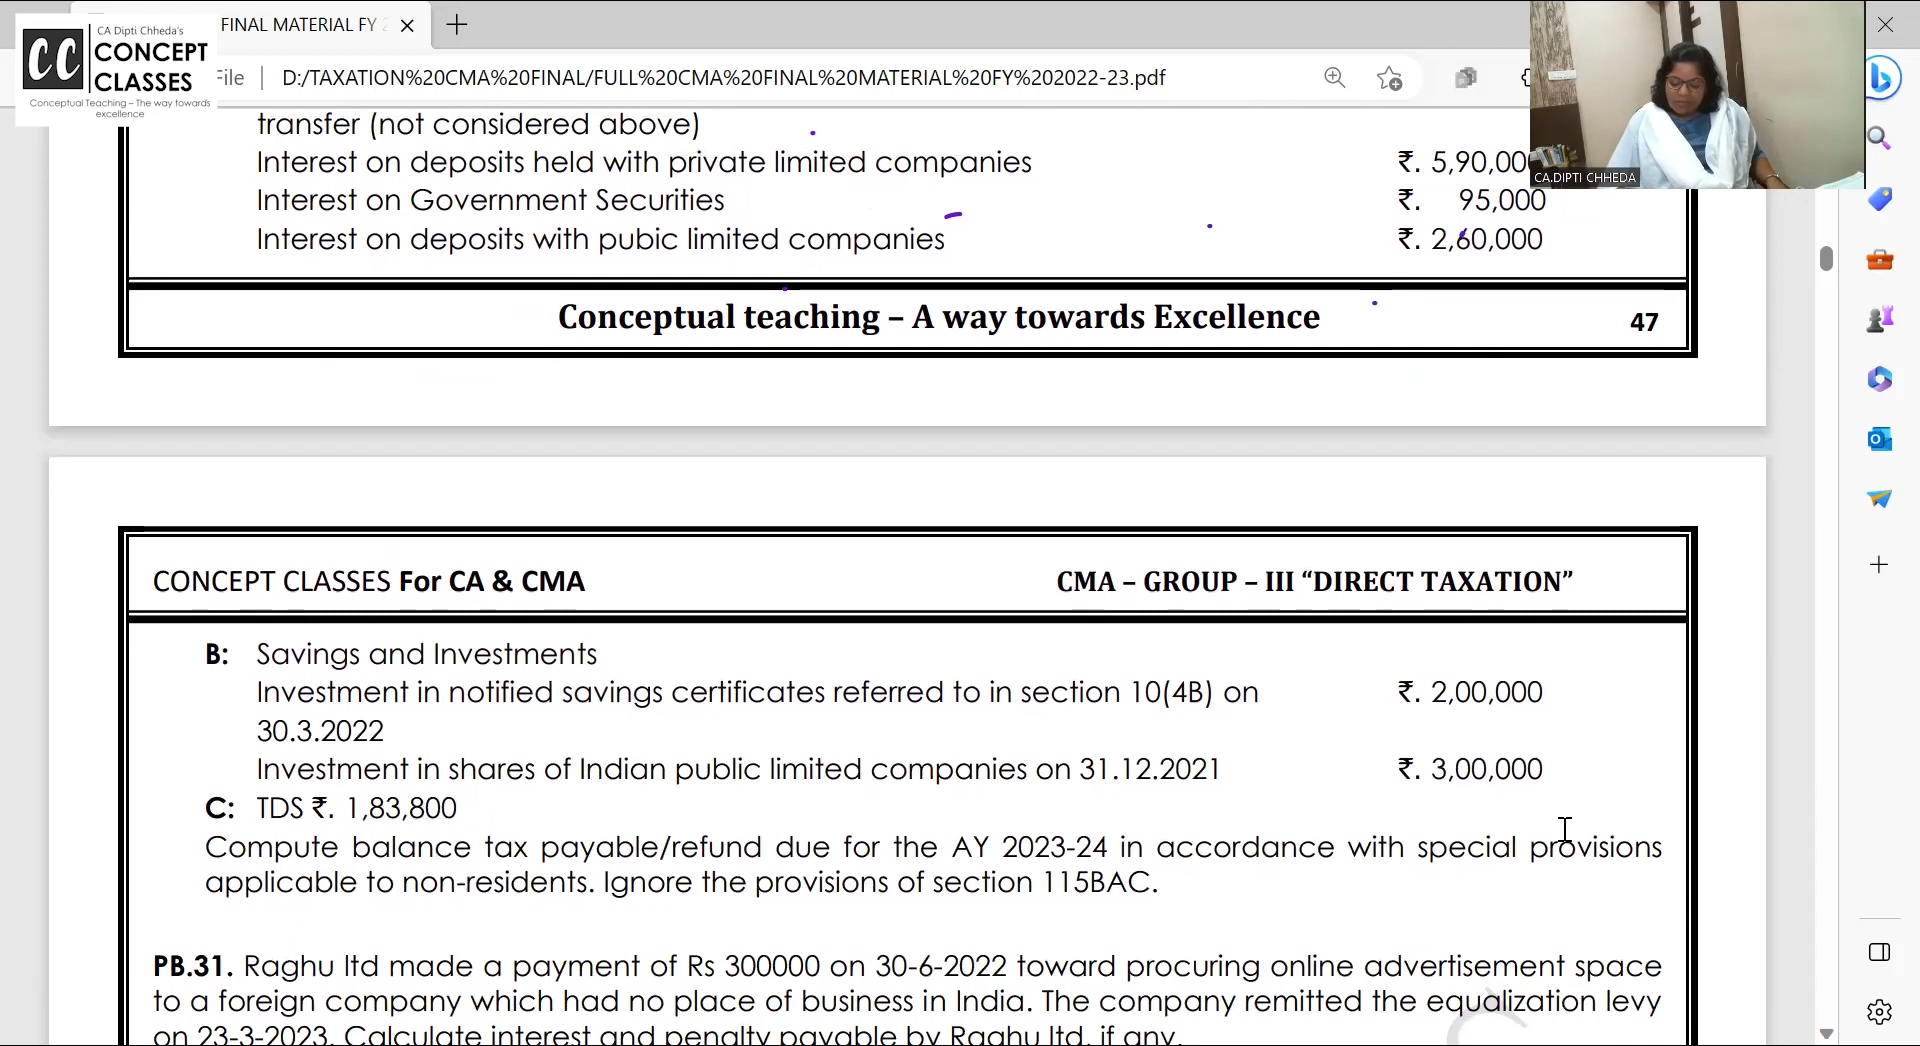 FINAL MATERIAL FY 2
CA Dipti Chheda's
CC CONCEPT
CLASSES
Conceptual Teaching – The way towards
excellence
File
D:/TAXATION%20CMA%20FINAL/FULL%20CMA%20FINAL%20MATERIAL%20FY%202022-23.pdf
CA.DIPTI CHHEDA
transfer (not considered above)
Interest on deposits held with private limited companies ₹. 5,90,000
Interest on Government Securities ₹. 95,000
Interest on deposits with pubic limited companies ₹. 2,60,000
Conceptual teaching – A way towards Excellence 47
CONCEPT CLASSES For CA & CMA CMA – GROUP – III “DIRECT TAXATION”
B: Savings and Investments
Investment in notified savings certificates referred to in section 10(4B) on ₹. 2,00,000
30.3.2022
Investment in shares of Indian public limited companies on 31.12.2021 ₹. 3,00,000
C: TDS ₹. 1,83,800
Compute balance tax payable/refund due for the AY 2023-24 in accordance with special provisions
applicable to non-residents. Ignore the provisions of section 115BAC.
PB.31. Raghu ltd made a payment of Rs 300000 on 30-6-2022 toward procuring online advertisement space
to a foreign company which had no place of business in India. The company remitted the equalization levy
on 23-3-2023. Calculate interest and penalty payable by Raghu ltd, if any.